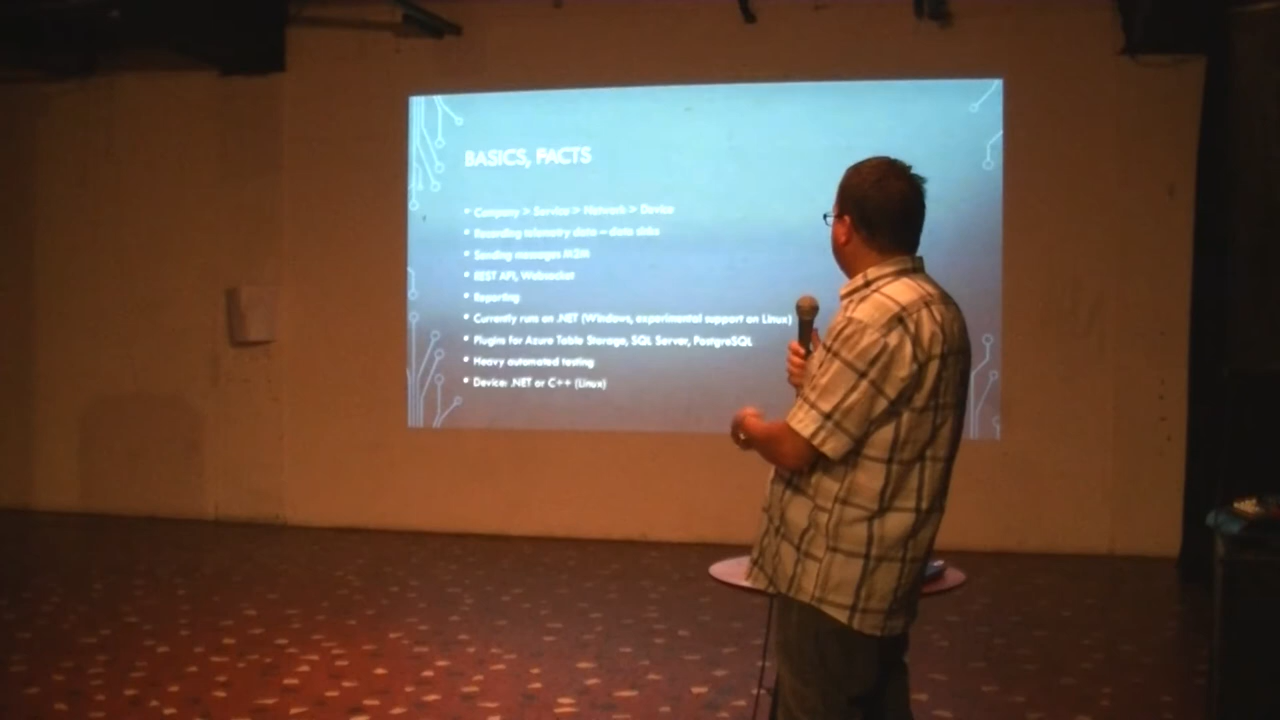 BASICS, FACTS
Company > Service > Network > Device
Recording telemetry data – data sinks
Sending messages M2M
REST API, Websocket
Reporting
Currently runs on .NET (Windows, experimental support on Linux)
Plugins for Azure Table Storage, SQL Server, PostgreSQL
Heavy automated testing
Device: .NET or C++ (Linux)